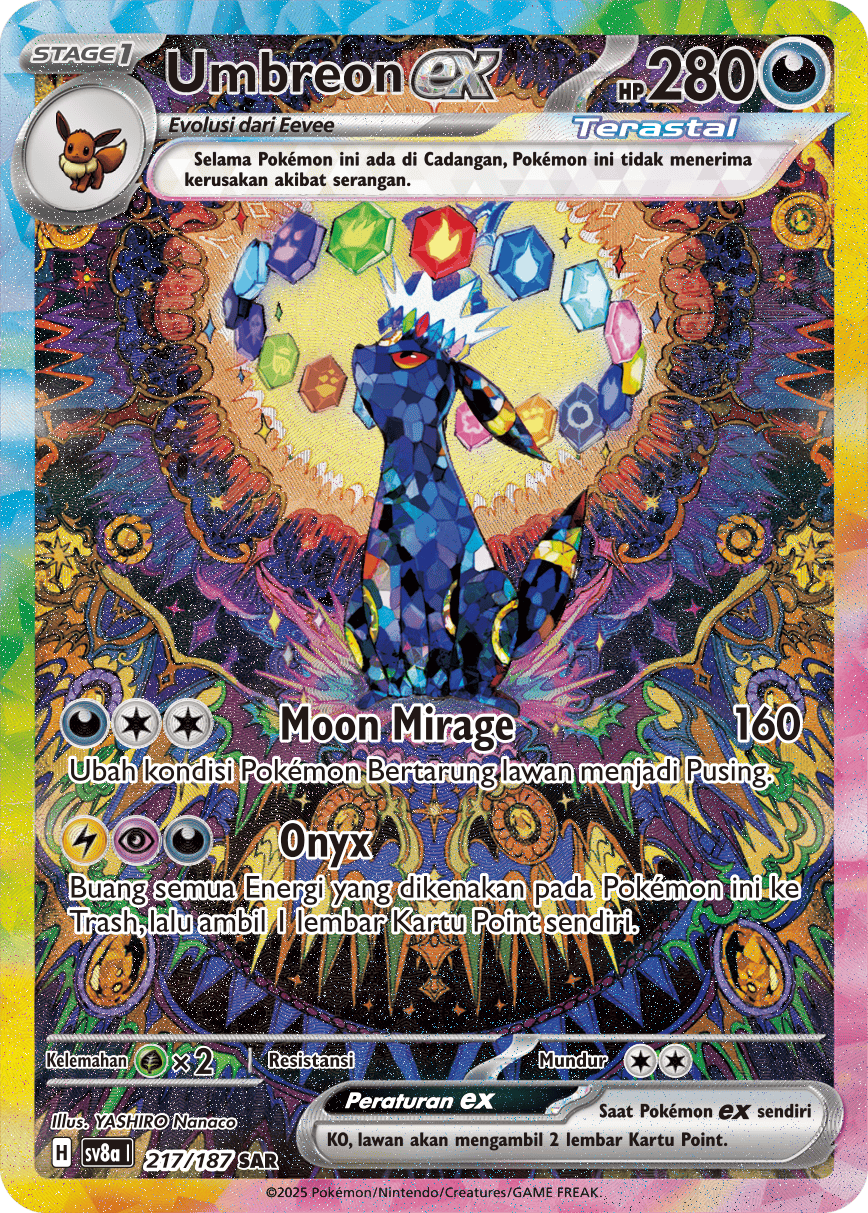 STAGE1 Umbreon ex HP 280
Evolusi dari Eevee
Terastal
Selama Pokémon ini ada di Cadangan, Pokémon ini tidak menerima
kerusakan akibat serangan.
Moon Mirage 160
Ubah kondisi Pokémon Bertarung lawan menjadi Pusing.
Onyx
Buang semua Energi yang dikenakan pada Pokémon ini ke
Trash, lalu ambil 1 lembar Kartu Point sendiri.
Kelemahan ×2 Resistansi Mundur
Peraturan ex Saat Pokémon ex sendiri
KO, lawan akan mengambil 2 lembar Kartu Point.
Illus. YASHIRO Nanaco
H sv8a I 217/187 SAR
©2025 Pokémon/Nintendo/Creatures/GAME FREAK.